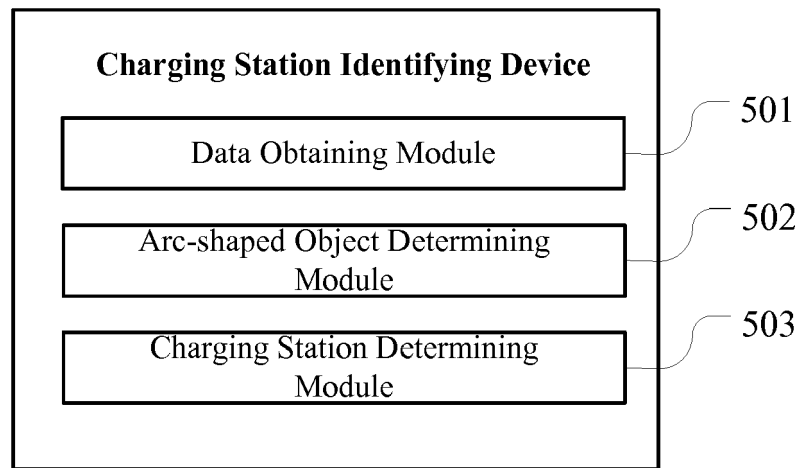 Charging Station Identifying Device
Data Obtaining Module
501
Arc-shaped Object Determining
Module
502
Charging Station Determining
Module
503